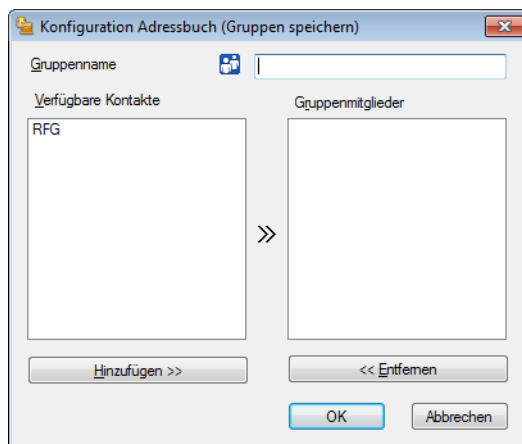 Konfiguration Adressbuch (Gruppen speichern)
Gruppenname
Verfügbare Kontakte
Gruppenmitglieder
RFG
Hinzufügen >>
<< Entfernen
OK
Abbrechen